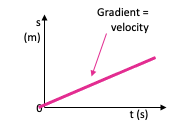 s
(m)
Gradient =
velocity
0
t (s)